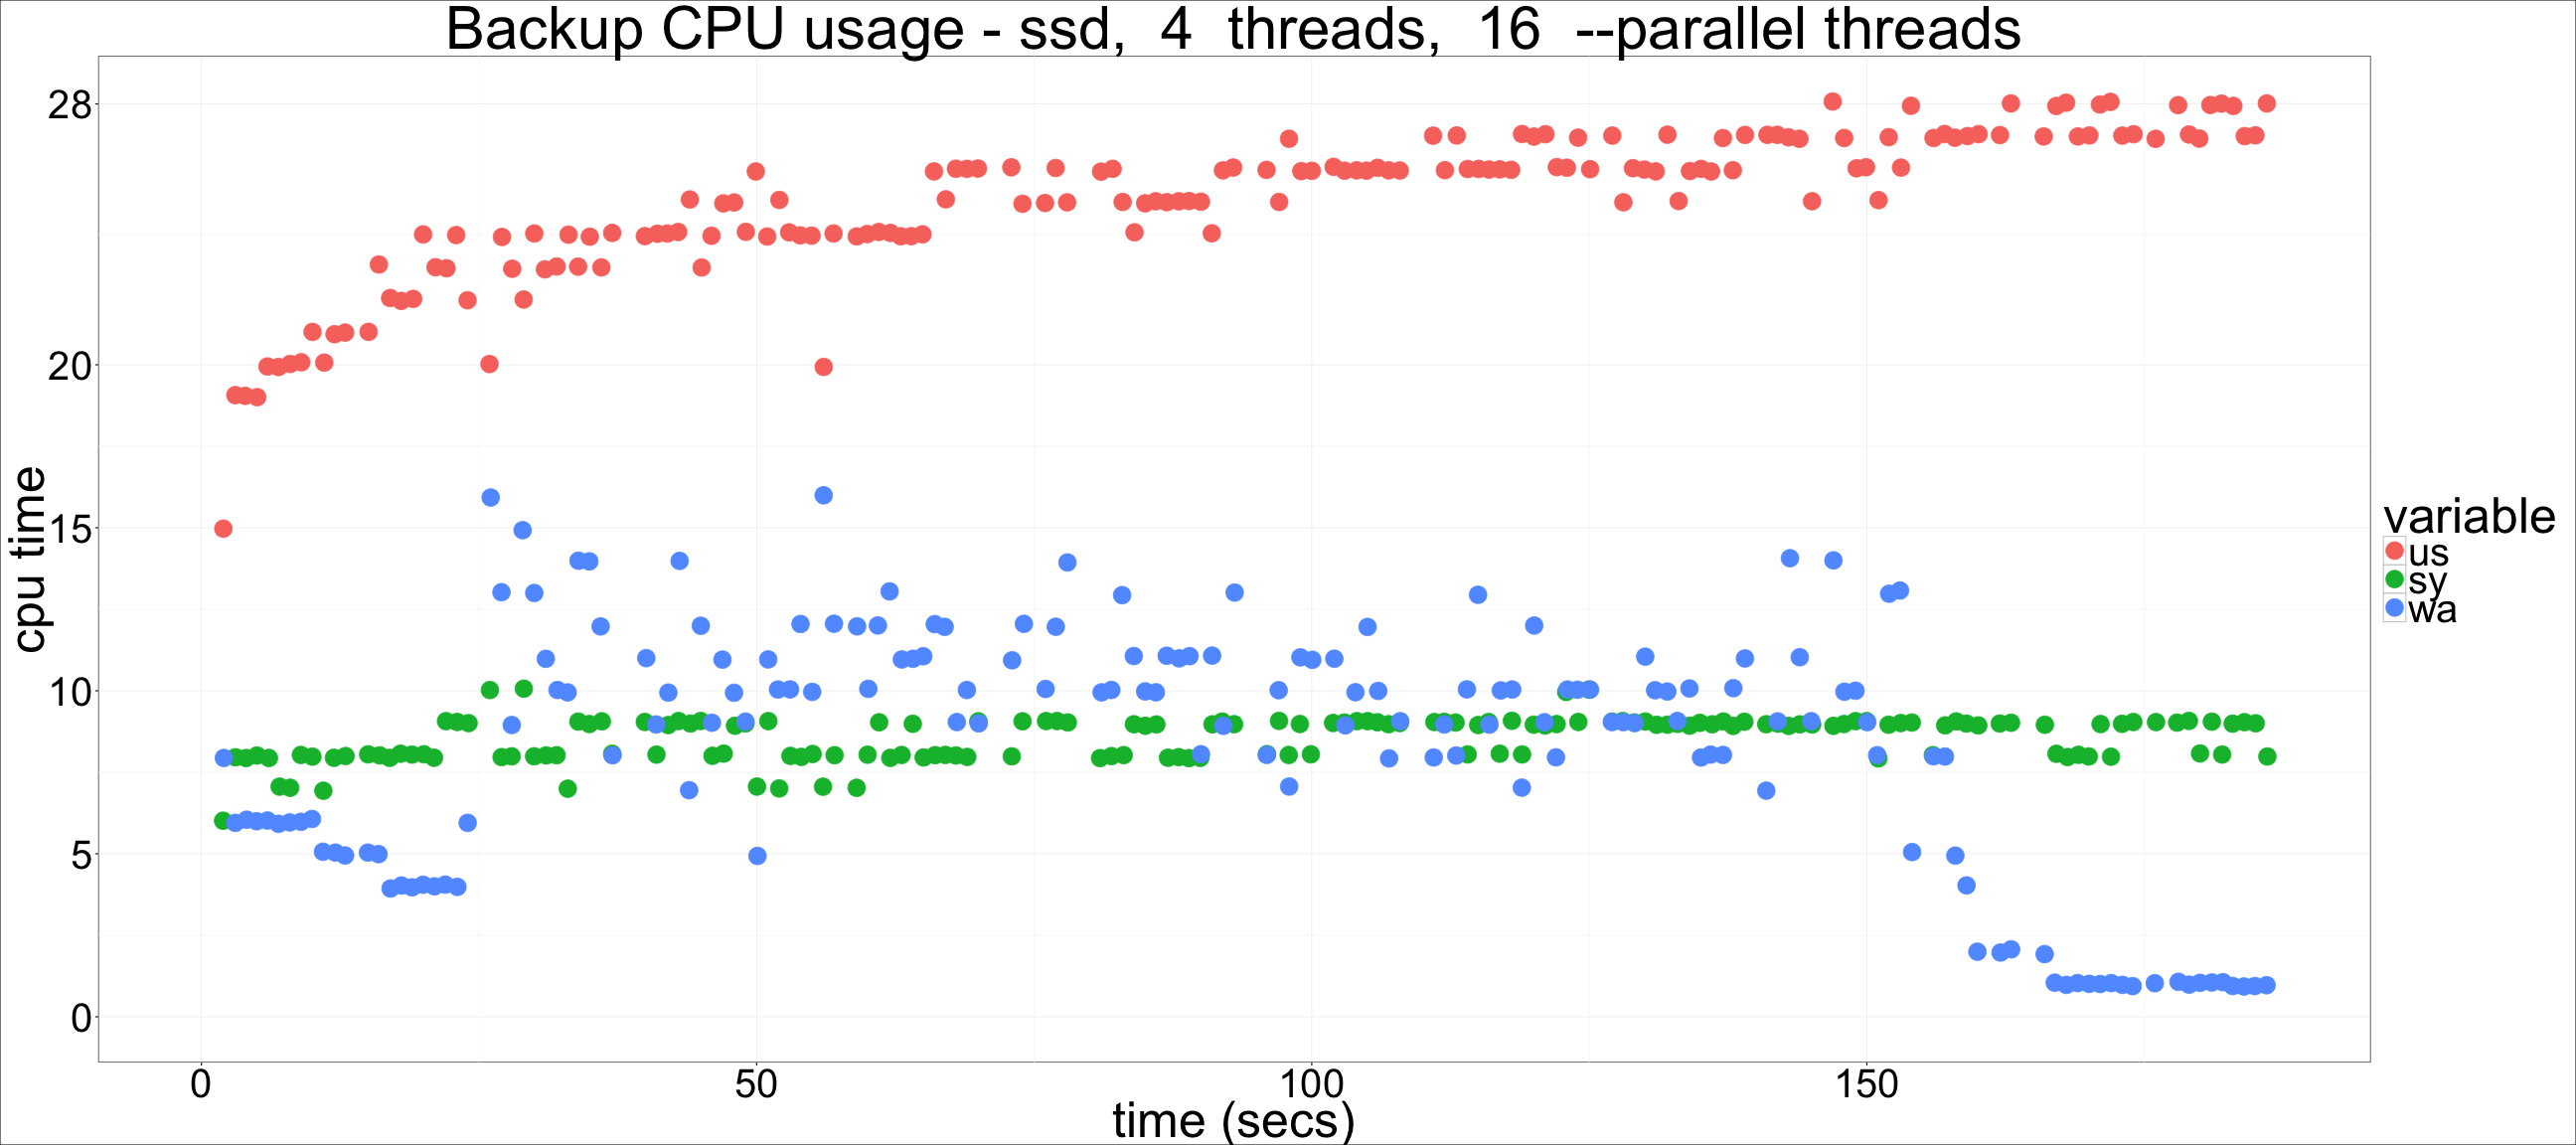 Backup CPU usage - ssd, 4 threads, 16 --parallel threads
28
20
15
10
5
0
cpu time
0 50 100 150
time (secs)
variable
us
sy
wa